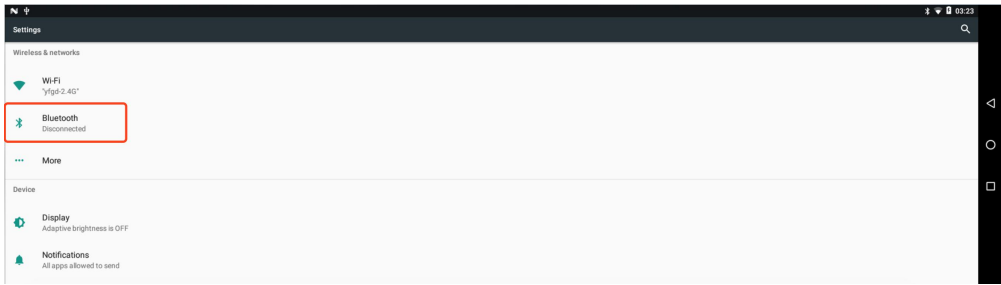 03:23
Settings
Wireless & networks
Wi-Fi
"yfgd-2.4G"
Bluetooth
Disconnected
More
Device
Display
Adaptive brightness is OFF
Notifications
All apps allowed to send